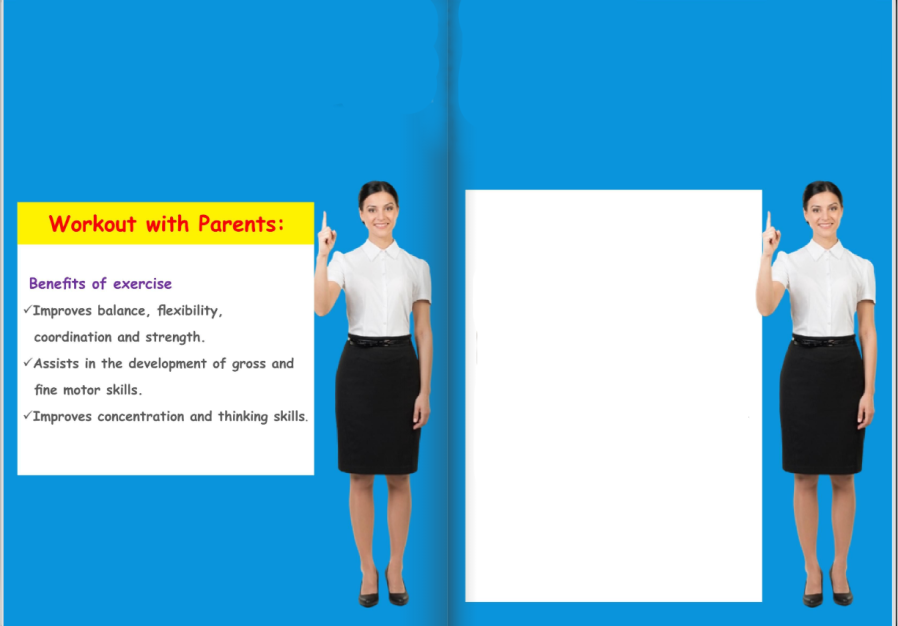 Workout with Parents:
Benefits of exercise
✓Improves balance, flexibility,
coordination and strength.
✓Assists in the development of gross and
fine motor skills.
✓Improves concentration and thinking skills.